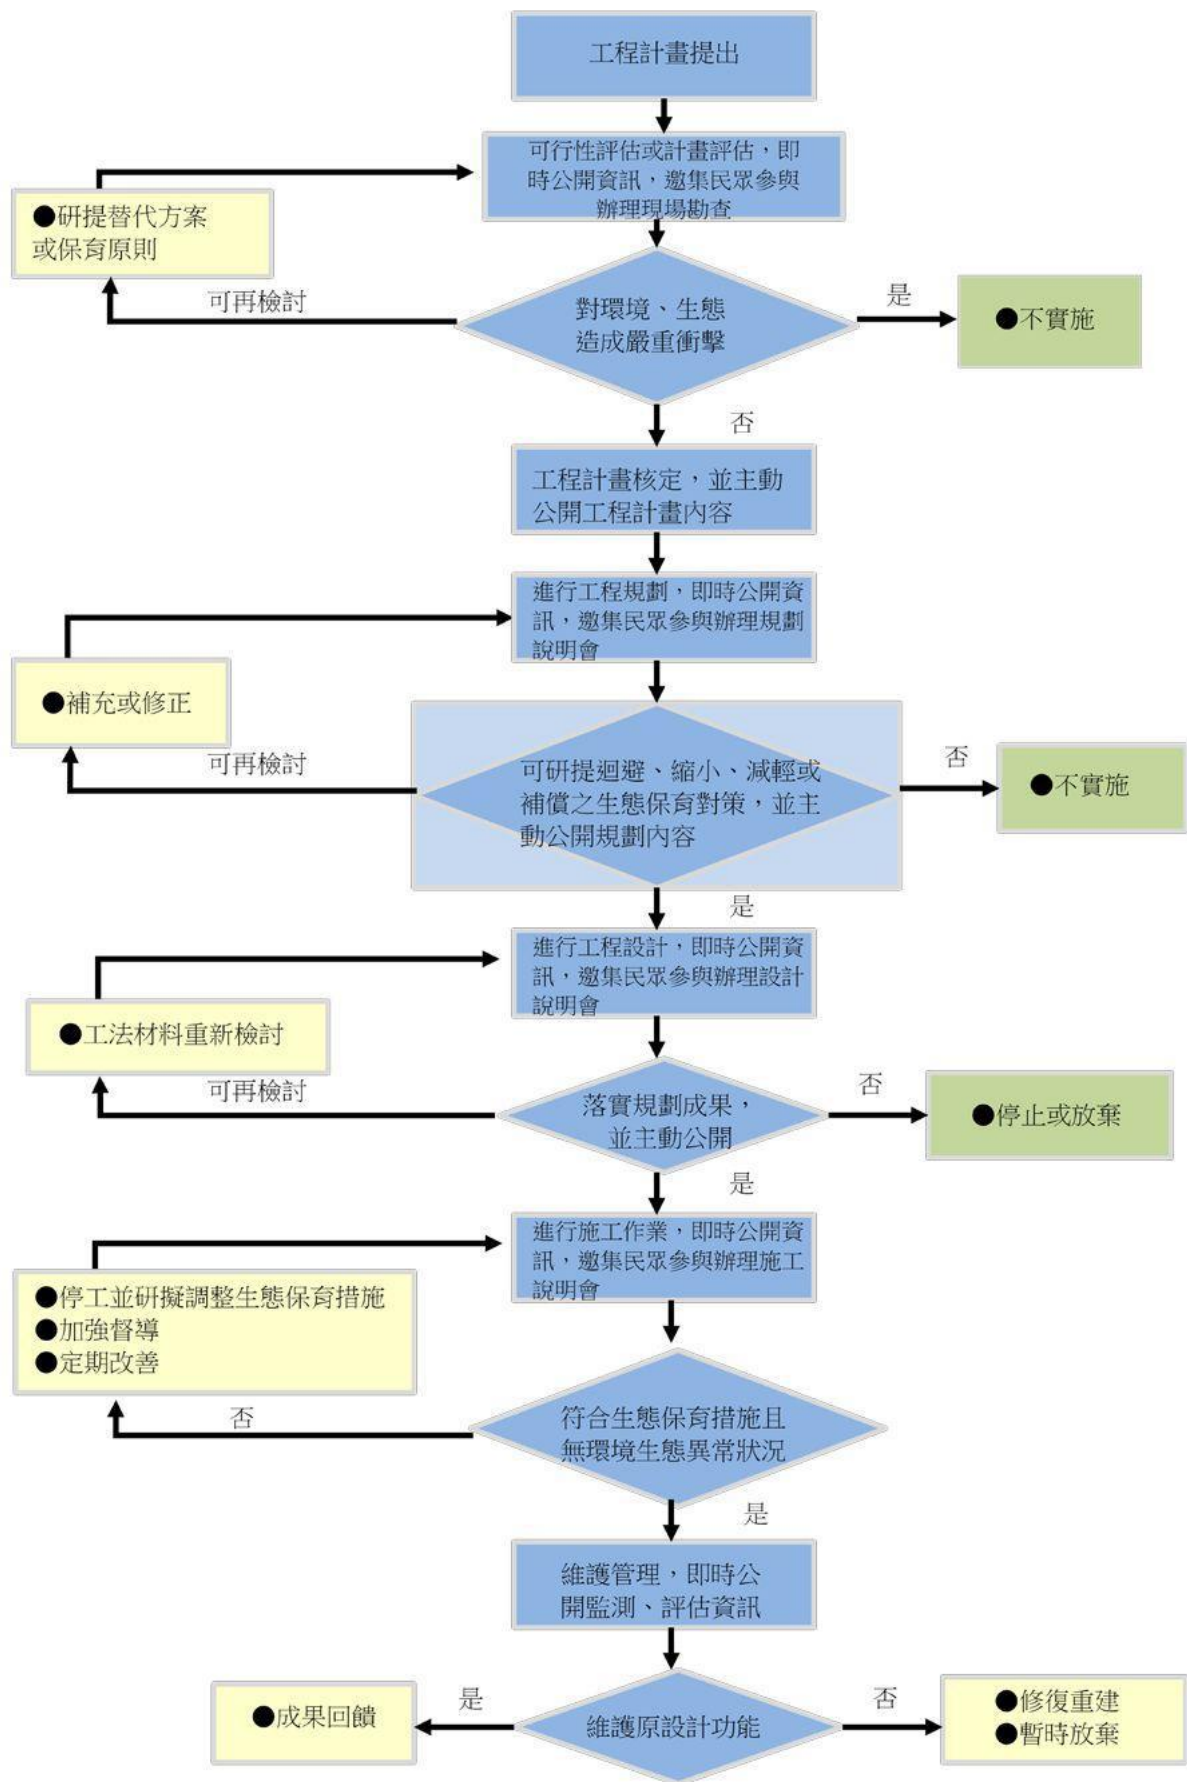 工程計畫提出
可行性評估或計畫評估,即
時公開資訊,邀集民眾參與
辦理現場勘查
●研提替代方案
或保育原則
可再檢討
對環境、生態
造成嚴重衝擊
是
●不實施
否
工程計畫核定,並主動
公開工程計畫內容
進行工程規劃,即時公開資
訊,邀集民眾參與辦理規劃
說明會
●補充或修正
可再檢討
可研提迴避、縮小、減輕或
補償之生態保育對策,並主
動公開規劃內容
否
●不實施
是
進行工程設計,即時公開資
訊,邀集民眾參與辦理設計
說明會
●工法材料重新檢討
可再檢討
落實規劃成果,
並主動公開
否
●停止或放棄
是
進行施工作業,即時公開資
訊,邀集民眾參與辦理施工
說明會
●停工並研擬調整生態保育措施
●加強督導
●定期改善
否
符合生態保育措施且
無環境生態異常狀況
是
維護管理,即時公
開監測、評估資訊
●成果回饋
是
維護原設計功能
否
●修復重建
●暫時放棄